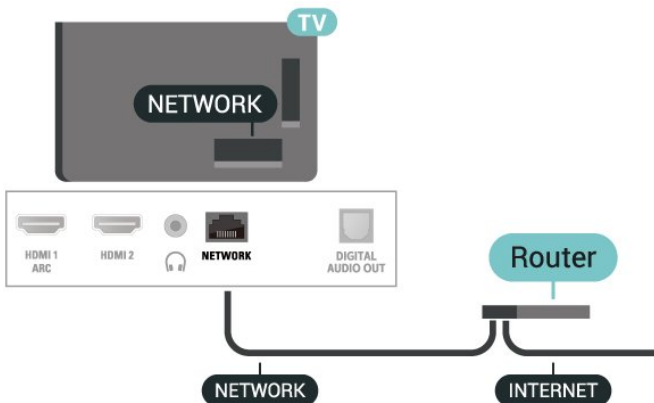 TV
NETWORK
HDMI 1
ARC
HDMI 2
NETWORK
DIGITAL
AUDIO OUT
Router
NETWORK
INTERNET